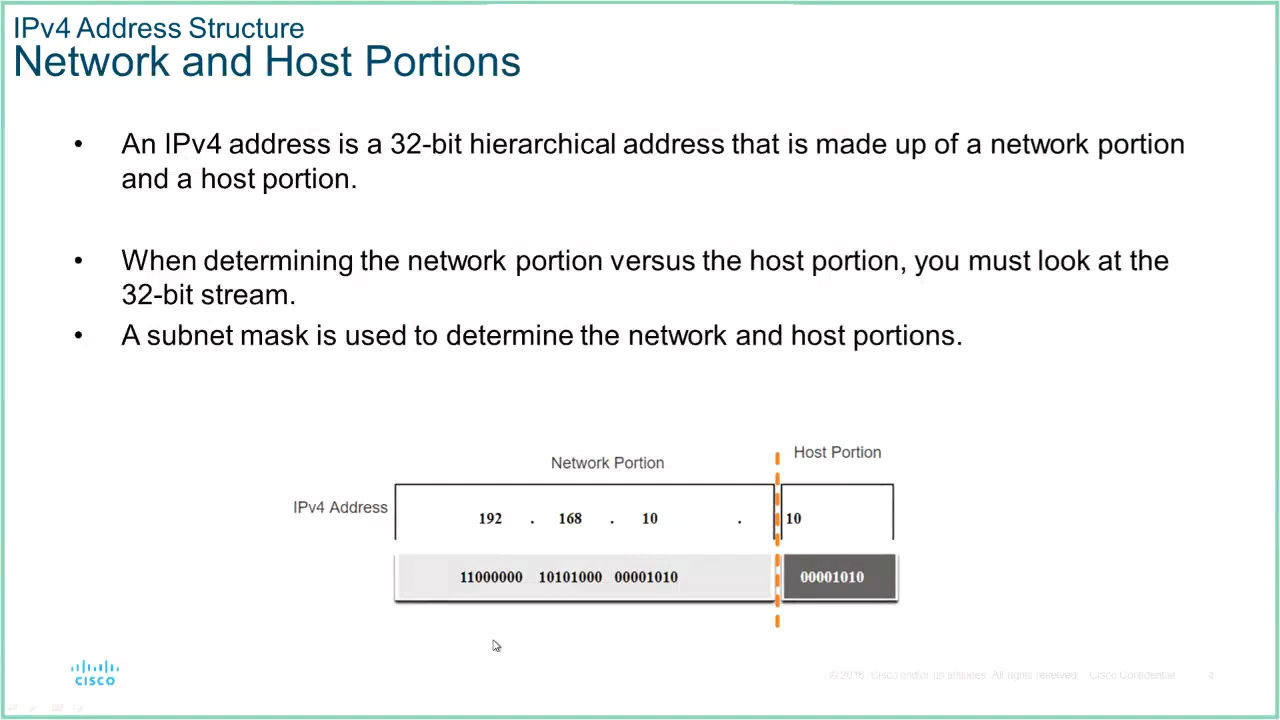 IPv4 Address Structure
Network and Host Portions
• An IPv4 address is a 32-bit hierarchical address that is made up of a network portion
and a host portion.
• When determining the network portion versus the host portion, you must look at the
32-bit stream.
• A subnet mask is used to determine the network and host portions.
Network Portion Host Portion
IPv4 Address 192 . 168 . 10 . 10
11000000 10101000 00001010 00001010
CISCO
© 2016 Cisco and/or its affiliates. All rights reserved. Cisco Confidential